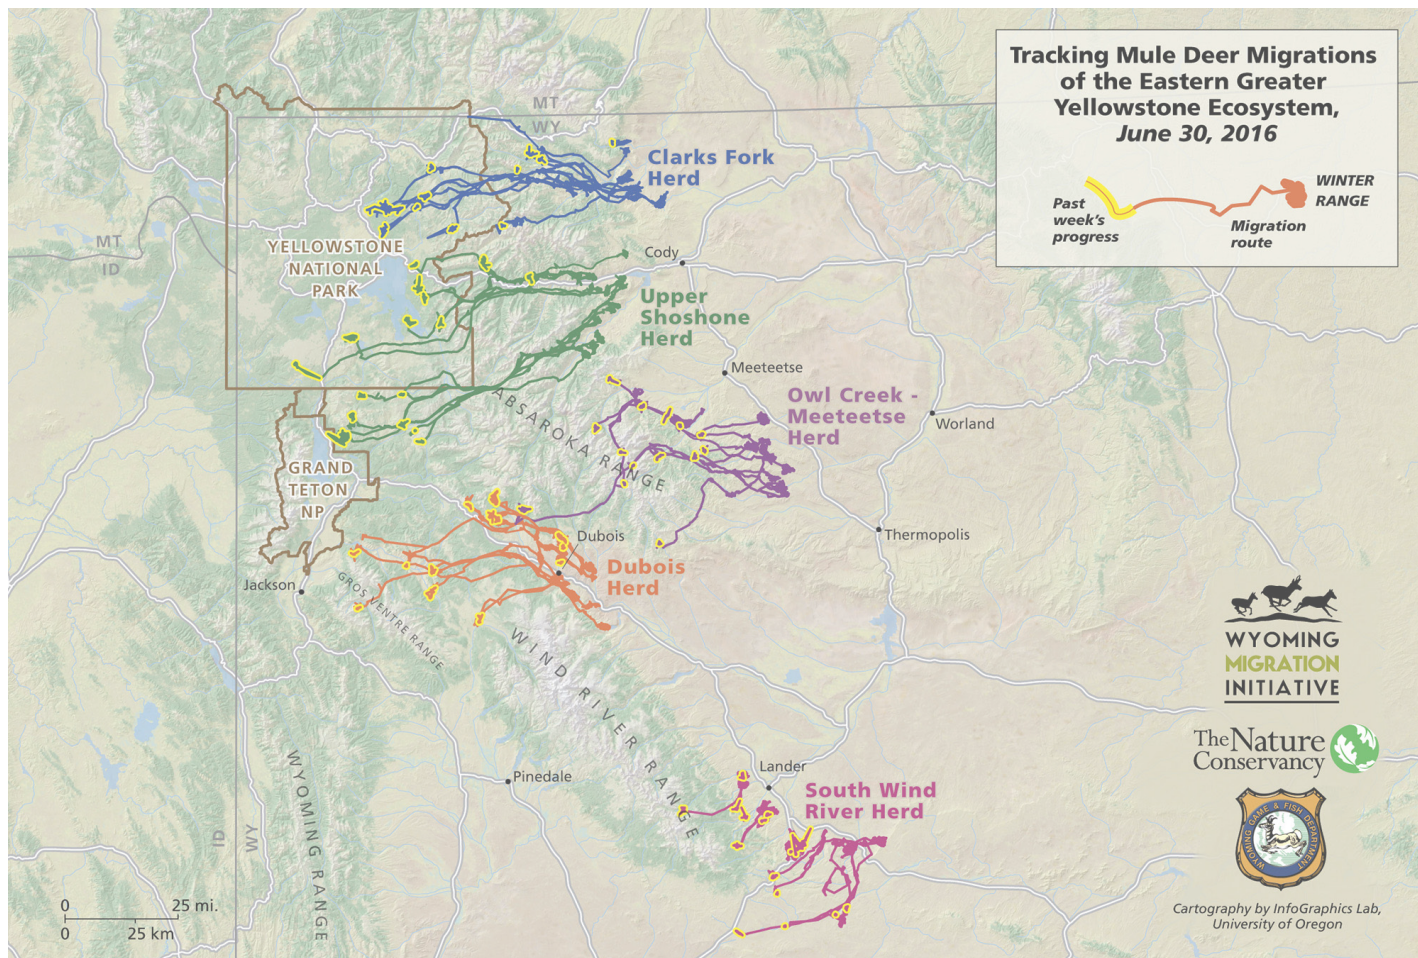 Tracking Mule Deer Migrations
of the Eastern Greater
Yellowstone Ecosystem,
June 30, 2016
Past
week's
progress
Migration
route
WINTER
RANGE
MT
WY
Clarks Fork
Herd
MT
ID
YELLOWSTONE
NATIONAL
PARK
Cody
Upper
Shoshone
Herd
Meeteetse
Owl Creek -
Meeteetse
Herd
Worland
ABSAROKA RANGE
GRAND
TETON
NP
Thermopolis
Dubois
Dubois
Herd
Jackson
GROS VENTRE RANGE
WIND RIVER RANGE
WYOMING
MIGRATION
INITIATIVE
The Nature
Conservancy
Pinedale
Lander
South Wind
River Herd
WYOMING RANGE
ID
WY
WYOMING GAME & FISH DEPARTMENT
0 25 mi.
0 25 km
Cartography by InfoGraphics Lab,
University of Oregon